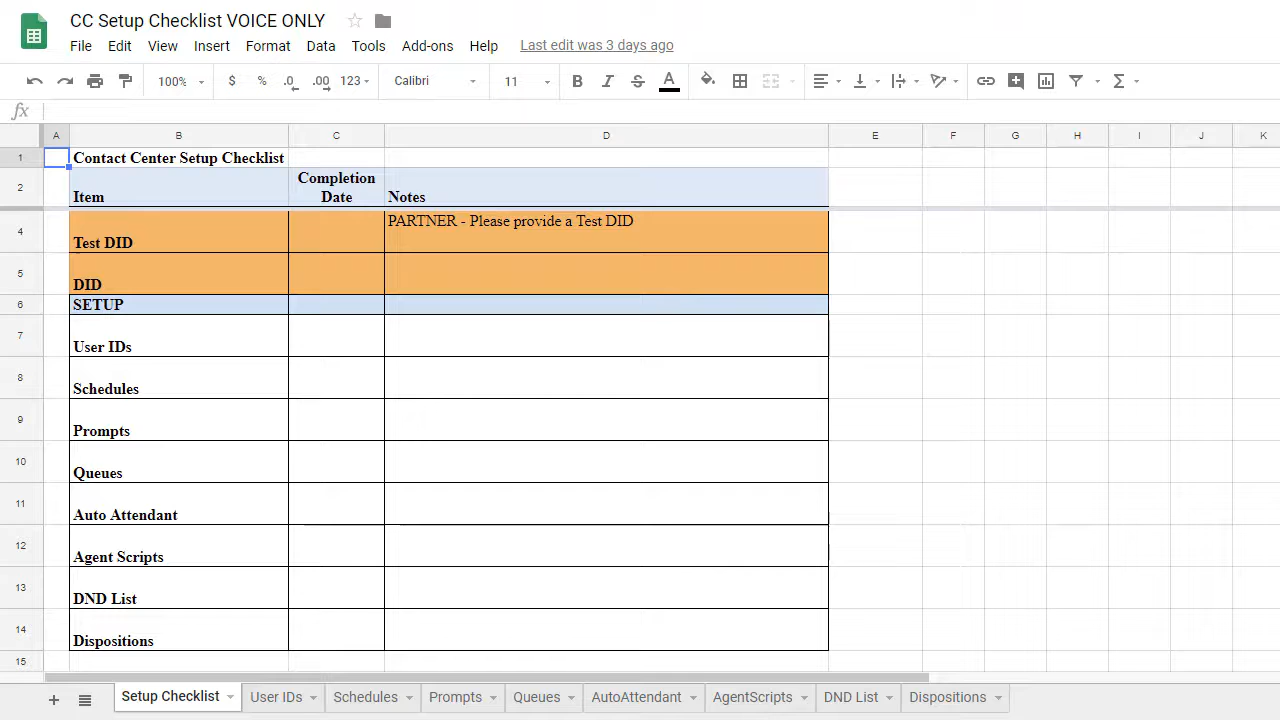 CC Setup Checklist VOICE ONLY
File Edit View Insert Format Data Tools Add-ons Help Last edit was 3 days ago
100% $ % .0 .00 123 Calibri 11 B I S A
fx
A B C D E F G H I J K
1 Contact Center Setup Checklist
2 Item Completion Date Notes
4 Test DID PARTNER - Please provide a Test DID
5 DID
6 SETUP
7 User IDs
8 Schedules
9 Prompts
10 Queues
11 Auto Attendant
12 Agent Scripts
13 DND List
14 Dispositions
15
Setup Checklist User IDs Schedules Prompts Queues AutoAttendant AgentScripts DND List Dispositions